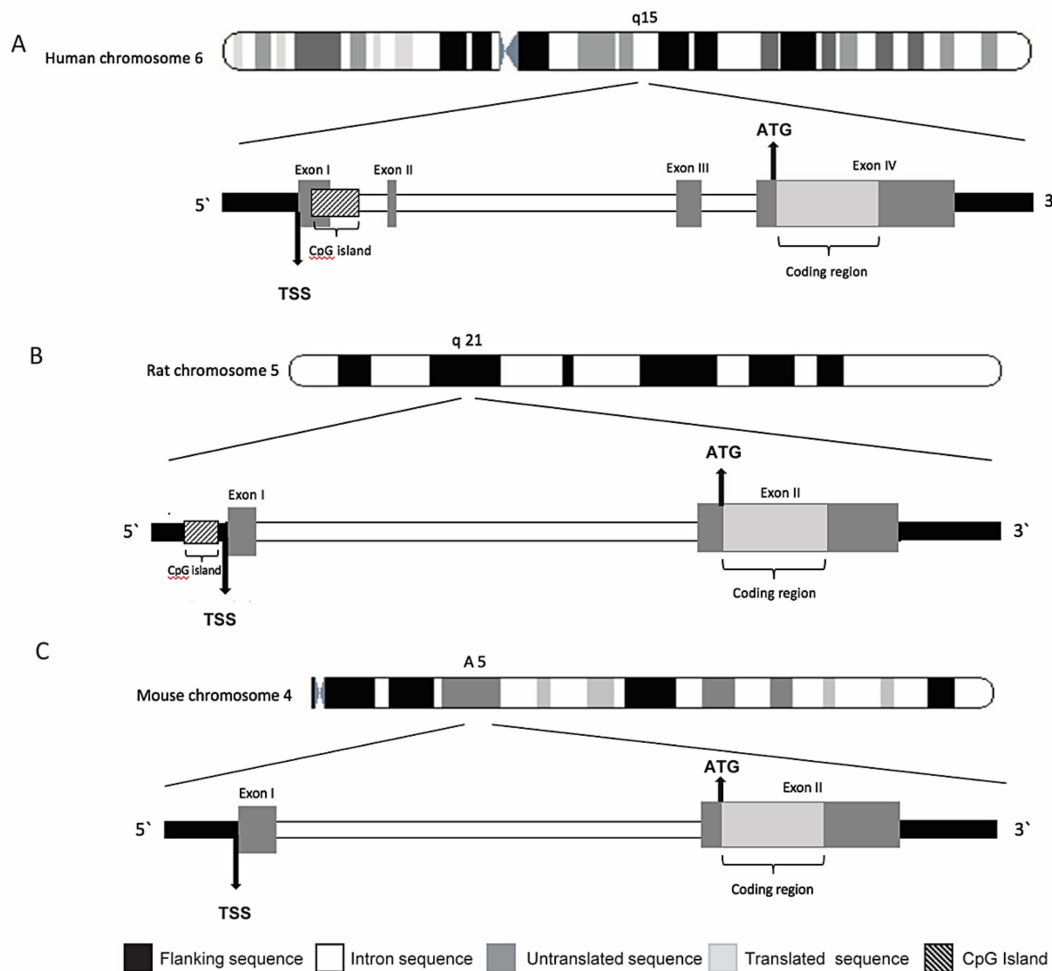 A
q15
Human chromosome 6
ATG
Exon I
Exon II
Exon III
Exon IV
5`
3
CpG island
Coding region
TSS
B
q 21
Rat chromosome 5
ATG
Exon I
Exon II
5`
3`
CpG island
Coding region
TSS
C
A 5
Mouse chromosome 4
ATG
Exon I
Exon II
5`
3`
Coding region
TSS
Flanking sequence
Intron sequence
Untranslated sequence
Translated sequence
CpG Island